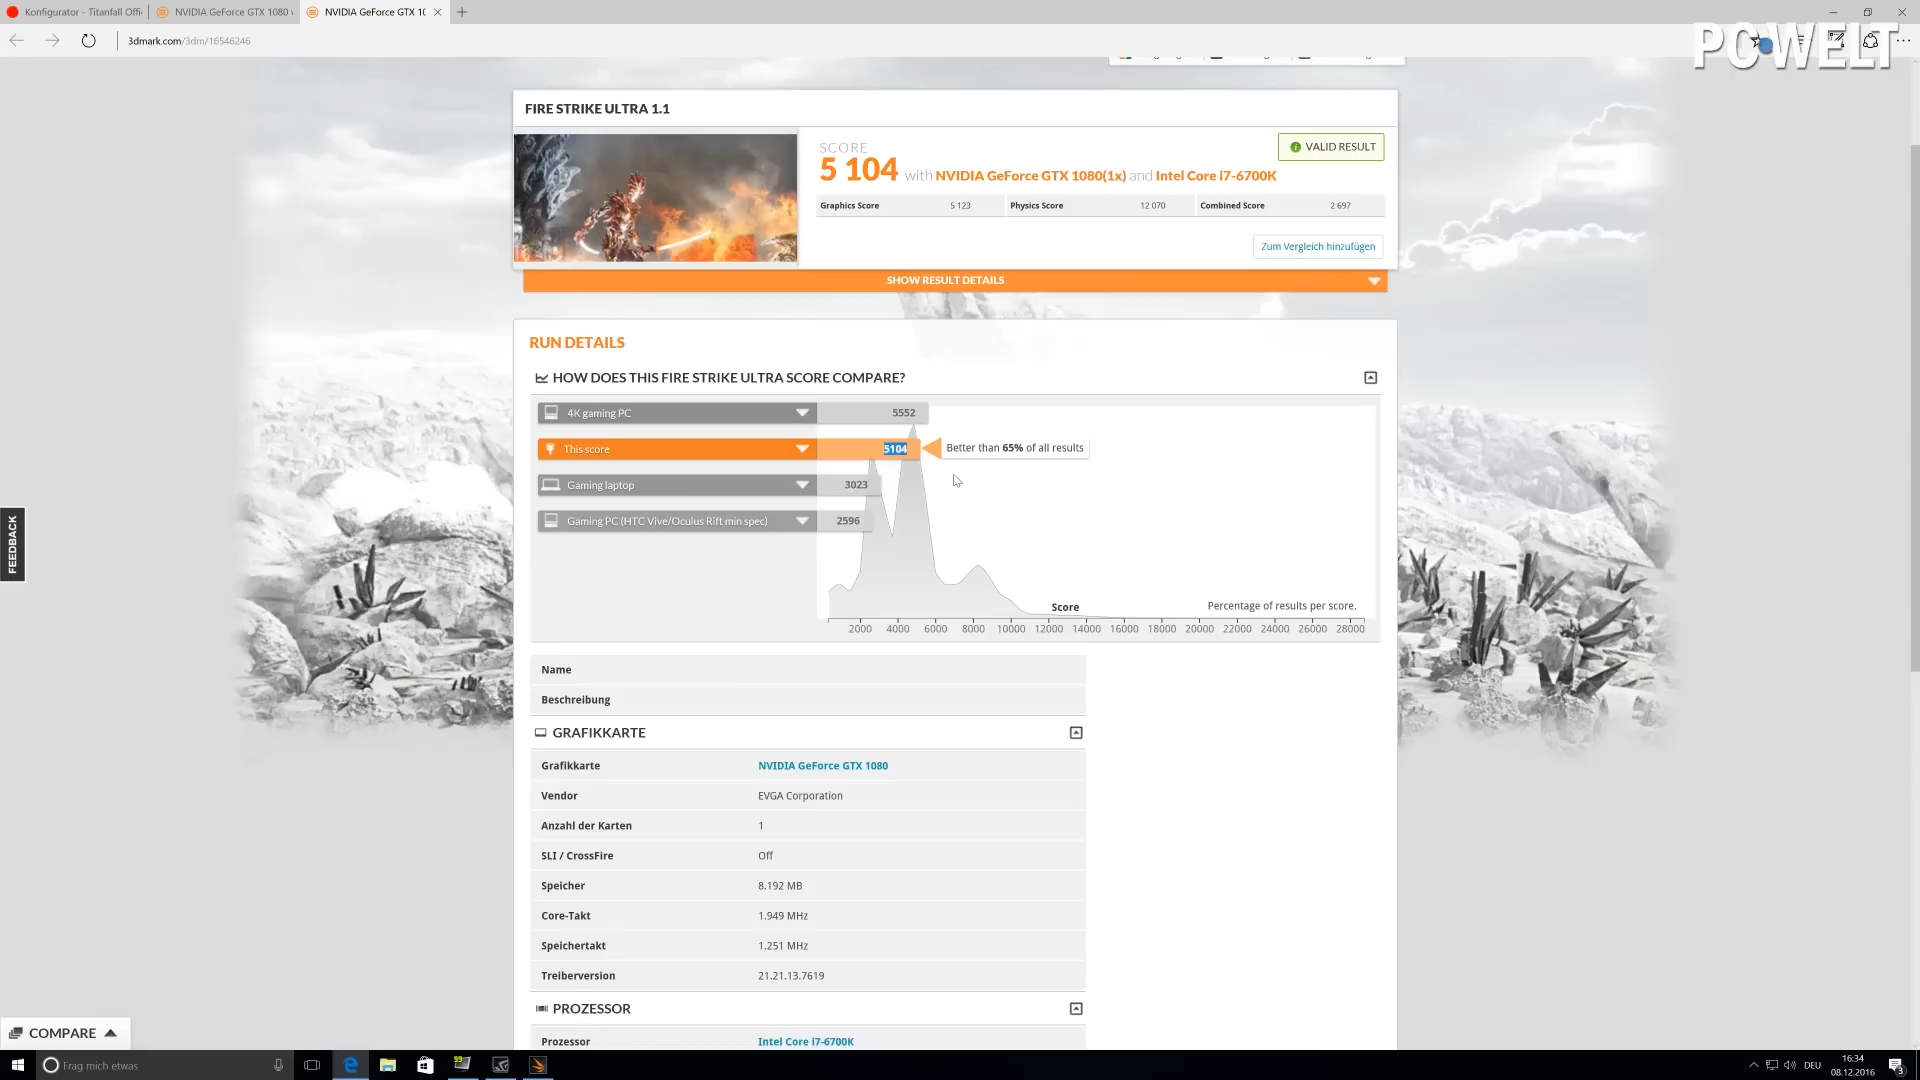 Konfigurator - Titanfall Offi
NVIDIA GeForce GTX 1080
NVIDIA GeForce GTX 10
3dmark.com/3dm/16546246
PC WELT
FIRE STRIKE ULTRA 1.1
SCORE
VALID RESULT
5 104 with NVIDIA GeForce GTX 1080(1x) and Intel Core i7-6700K
Graphics Score 5 123 Physics Score 12 070 Combined Score 2 697
Zum Vergleich hinzufügen
SHOW RESULT DETAILS
RUN DETAILS
HOW DOES THIS FIRE STRIKE ULTRA SCORE COMPARE?
4K gaming PC 5552
This score 5104 Better than 65% of all results
Gaming laptop 3023
Gaming PC (HTC Vive/Oculus Rift min spec) 2596
Score Percentage of results per score.
2000 4000 6000 8000 10000 12000 14000 16000 18000 20000 22000 24000 26000 28000
FEEDBACK
Name
Beschreibung
GRAFIKKARTE
Grafikkarte NVIDIA GeForce GTX 1080
Vendor EVGA Corporation
Anzahl der Karten 1
SLI / CrossFire Off
Speicher 8.192 MB
Core-Takt 1.949 MHz
Speichertakt 1.251 MHz
Treiberversion 21.21.13.7619
PROZESSOR
Prozessor Intel Core i7-6700K
COMPARE
Frag mich etwas
99
DEU
16:34
08.12.2016
3